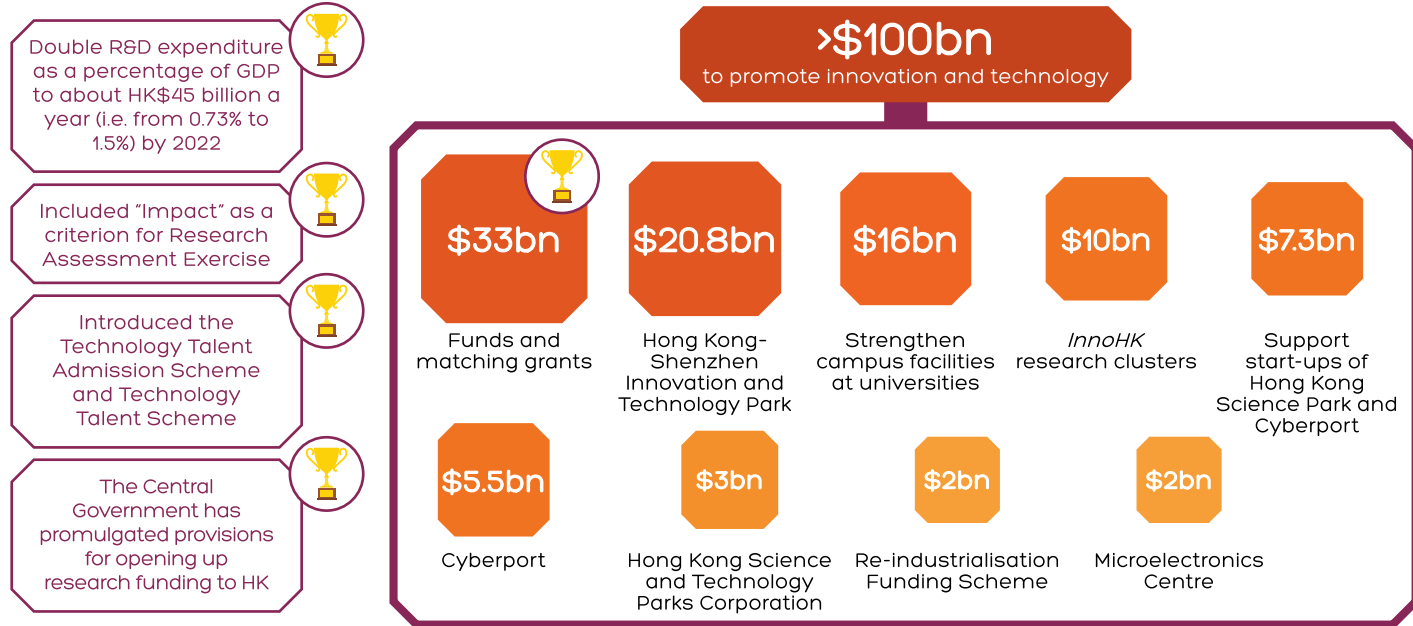 Double R&D expenditure
as a percentage of GDP
to about HK$45 billion a
year (i.e. from 0.73% to
1.5%) by 2022
Included “Impact” as a
criterion for Research
Assessment Exercise
Introduced the
Technology Talent
Admission Scheme
and Technology
Talent Scheme
The Central
Government has
promulgated provisions
for opening up
research funding to HK
>$100bn
to promote innovation and technology
$33bn
Funds and
matching grants
$20.8bn
Hong Kong-
Shenzhen
Innovation and
Technology Park
$16bn
Strengthen
campus facilities
at universities
$10bn
InnoHK
research clusters
$7.3bn
Support
start-ups of
Hong Kong
Science Park and
Cyberport
$5.5bn
Cyberport
$3bn
Hong Kong Science
and Technology
Parks Corporation
$2bn
Re-industrialisation
Funding Scheme
$2bn
Microelectronics
Centre